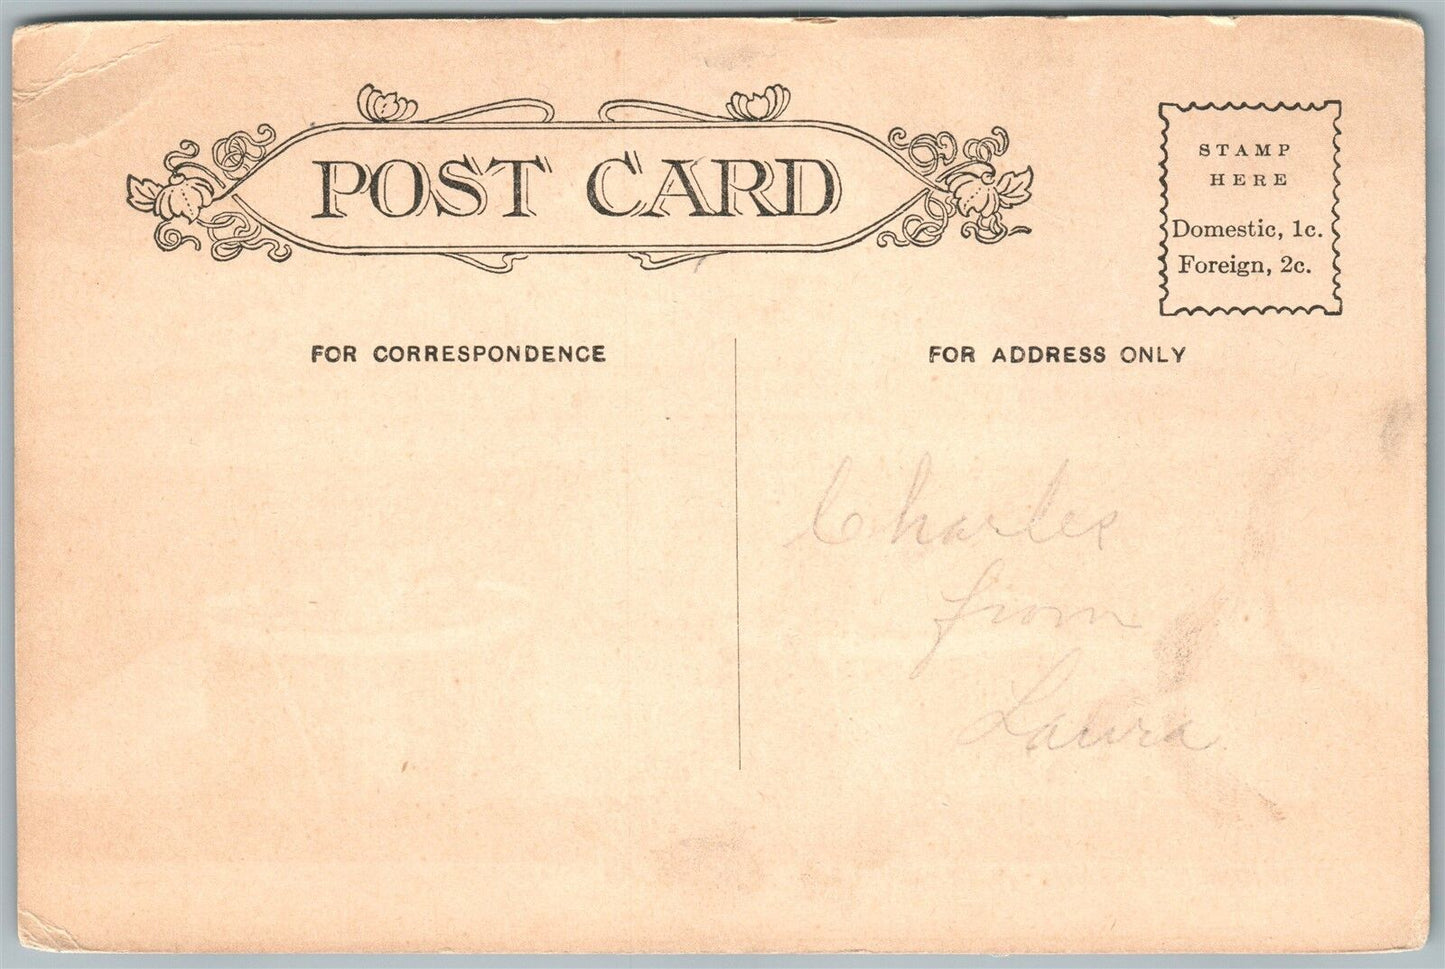 POST CARD
STAMP
HERE
Domestic, 1c.
Foreign, 2c.
FOR CORRESPONDENCE
FOR ADDRESS ONLY
Charles
from
Laura